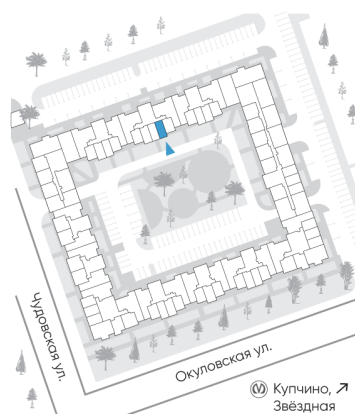 Чудовская ул.
Окуловская ул.
Купчино, ↗
Звёздная